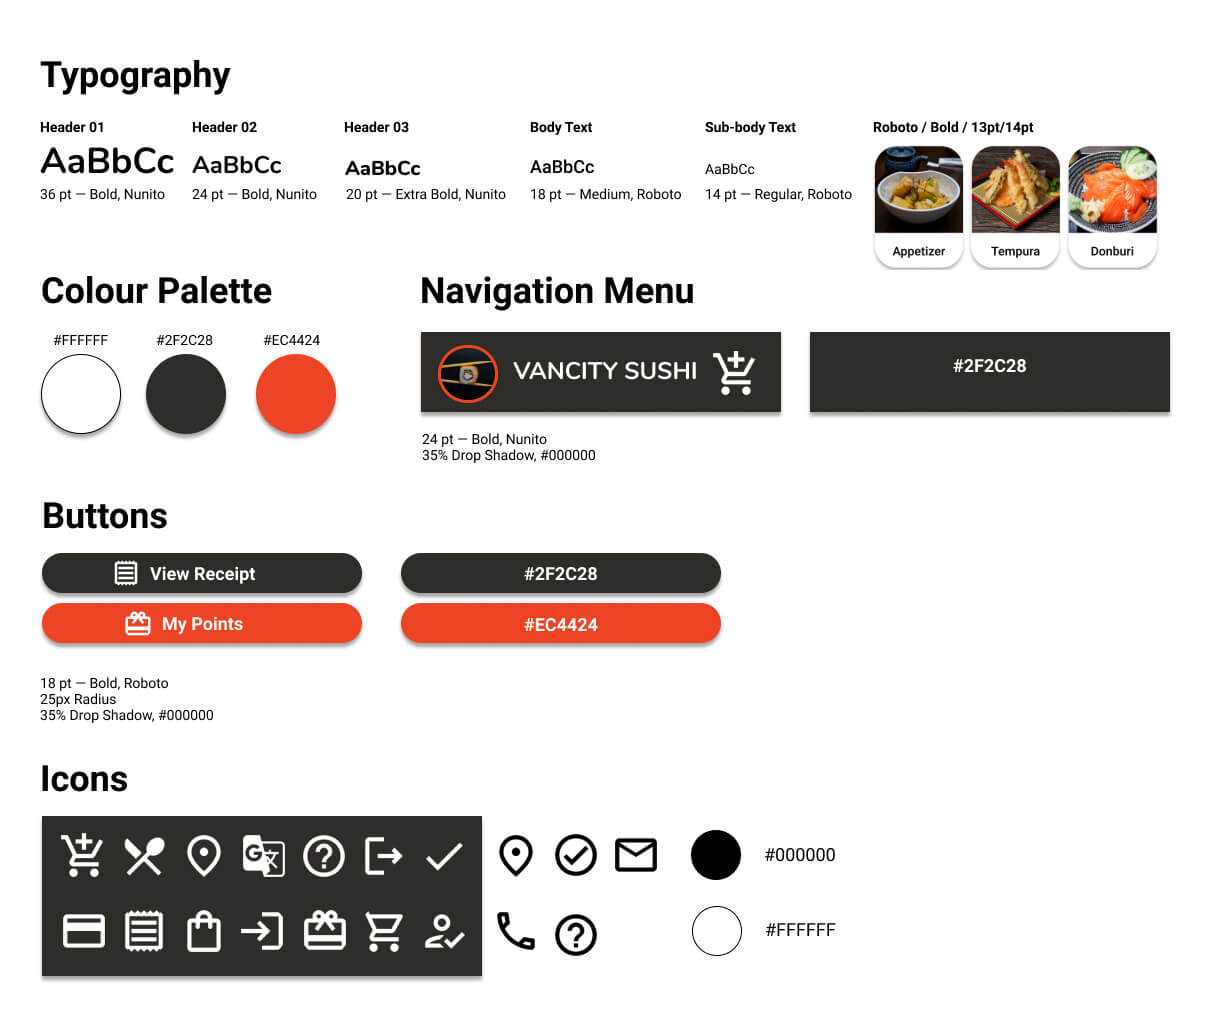 Typography
Header 01
Header 02
Header 03
Body Text
Sub-body Text
Roboto / Bold / 13pt/14pt
AaBbCc
AaBbCc
AaBbCc
AaBbCc
AaBbCc
36 pt — Bold, Nunito
24 pt — Bold, Nunito
20 pt — Extra Bold, Nunito
18 pt — Medium, Roboto
14 pt — Regular, Roboto
Appetizer
Tempura
Donburi
Colour Palette
#FFFFFF
#2F2C28
#EC4424
Navigation Menu
VANCITY SUSHI
#2F2C28
24 pt — Bold, Nunito
35% Drop Shadow, #000000
Buttons
View Receipt
#2F2C28
My Points
#EC4424
18 pt — Bold, Roboto
25px Radius
35% Drop Shadow, #000000
Icons
G文
#000000
#FFFFFF